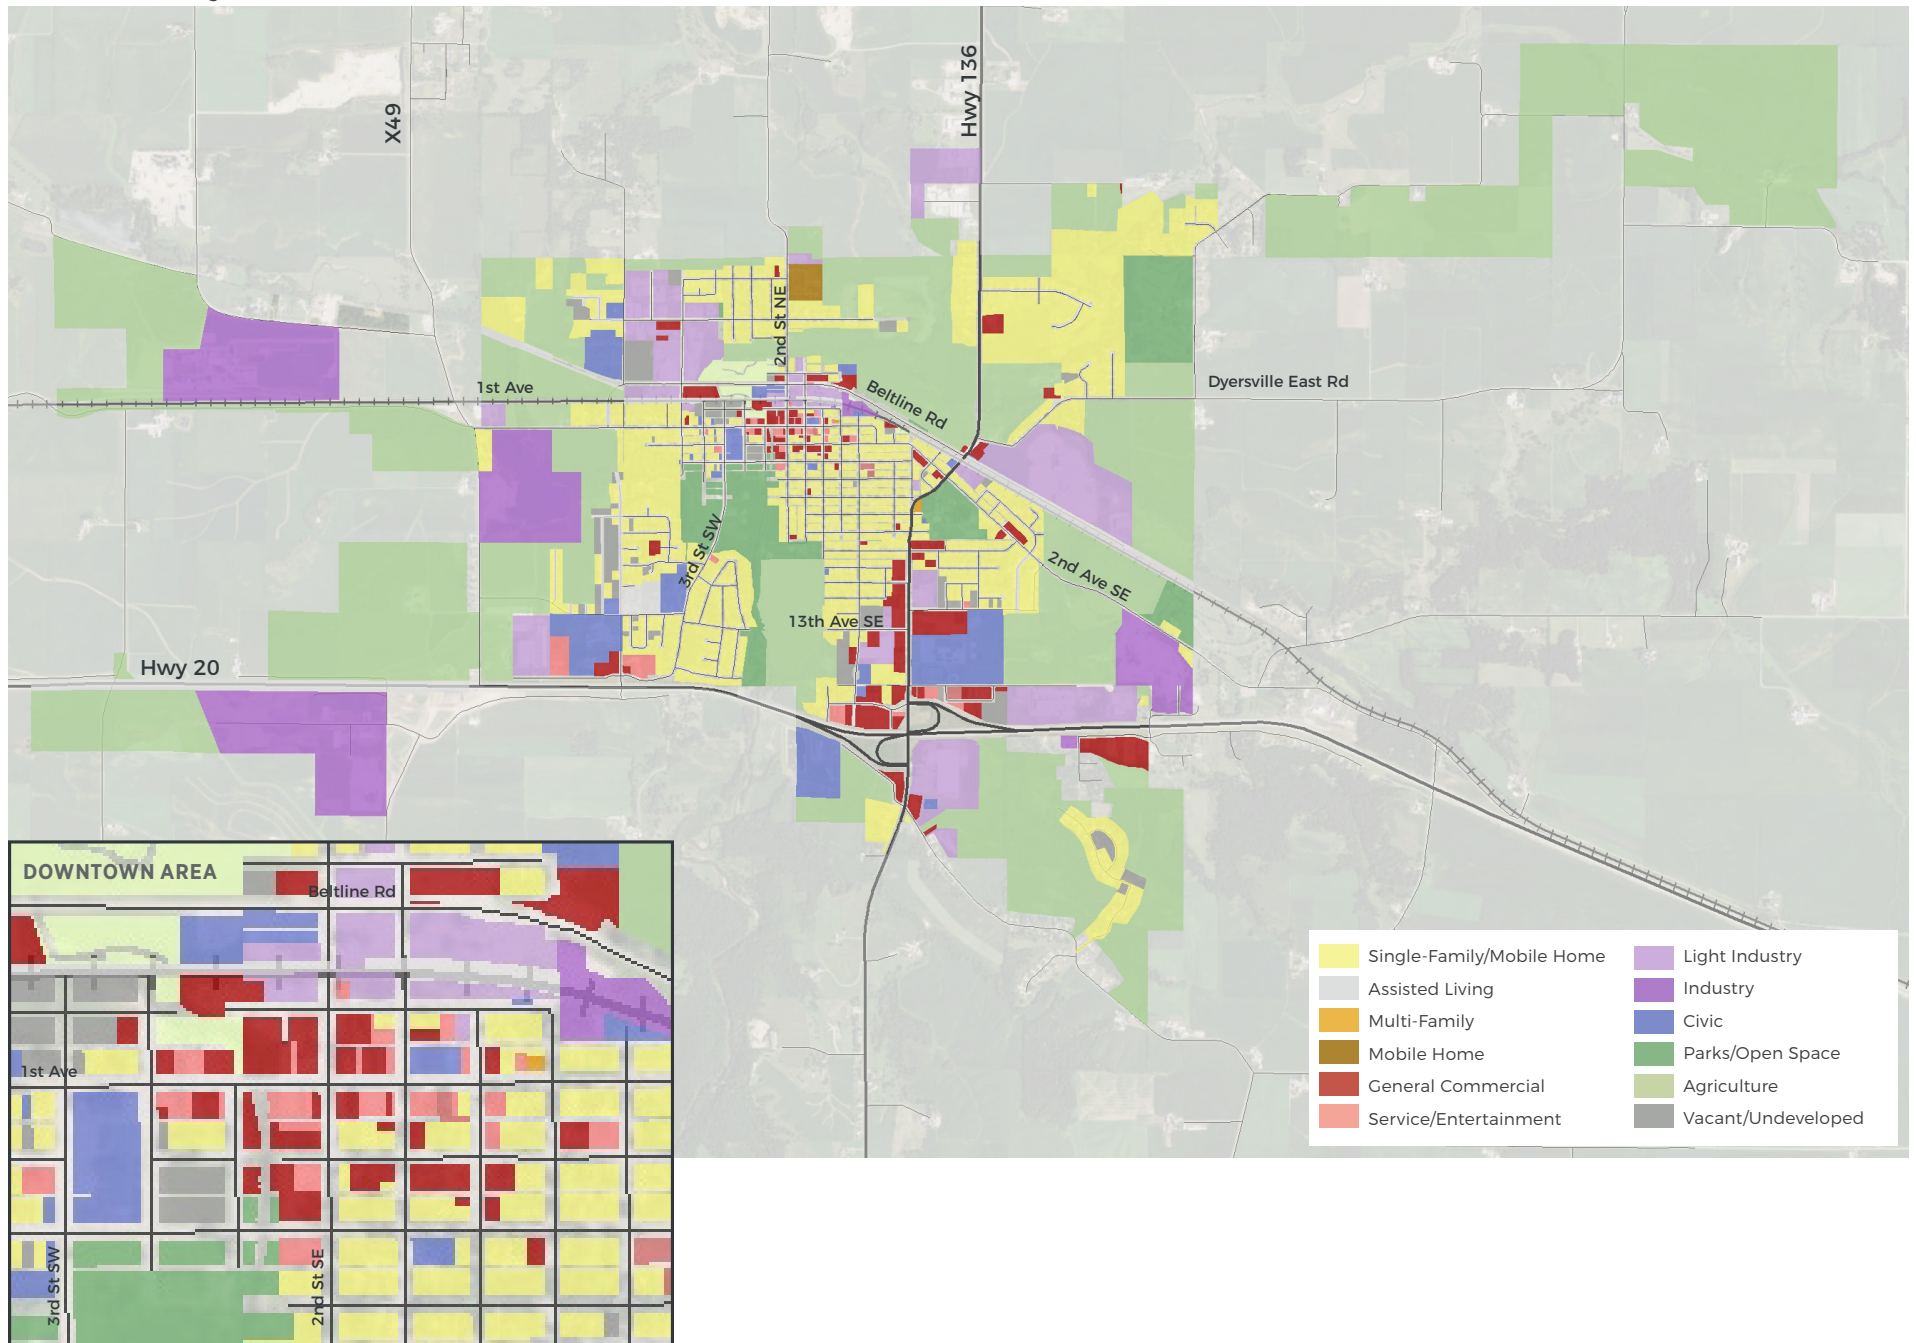 Hwy 136
X49
2nd St NE
1st Ave
Beltline Rd
Dyersville East Rd
3rd St SW
2nd Ave SE
13th Ave SE
Hwy 20
DOWNTOWN AREA
Beltline Rd
1st Ave
3rd St SW
2nd St SE
Single-Family/Mobile Home
Assisted Living
Multi-Family
Mobile Home
General Commercial
Service/Entertainment
Light Industry
Industry
Civic
Parks/Open Space
Agriculture
Vacant/Undeveloped